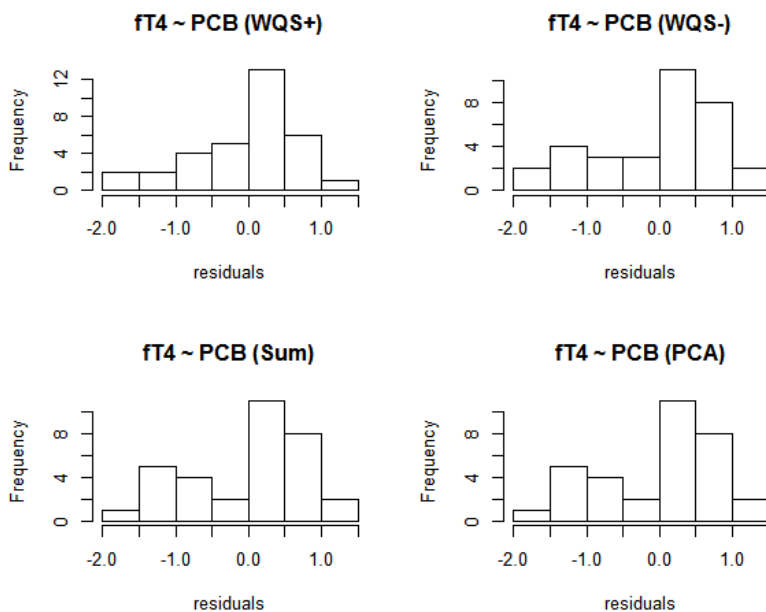 fT4 ~ PCB (WQS+)
Frequency
0 4 8 12
-2.0 -1.0 0.0 1.0
residuals
fT4 ~ PCB (WQS-)
Frequency
0 4 8
-2.0 -1.0 0.0 1.0
residuals
fT4 ~ PCB (Sum)
Frequency
0 4 8
-2.0 -1.0 0.0 1.0
residuals
fT4 ~ PCB (PCA)
Frequency
0 4 8
-2.0 -1.0 0.0 1.0
residuals